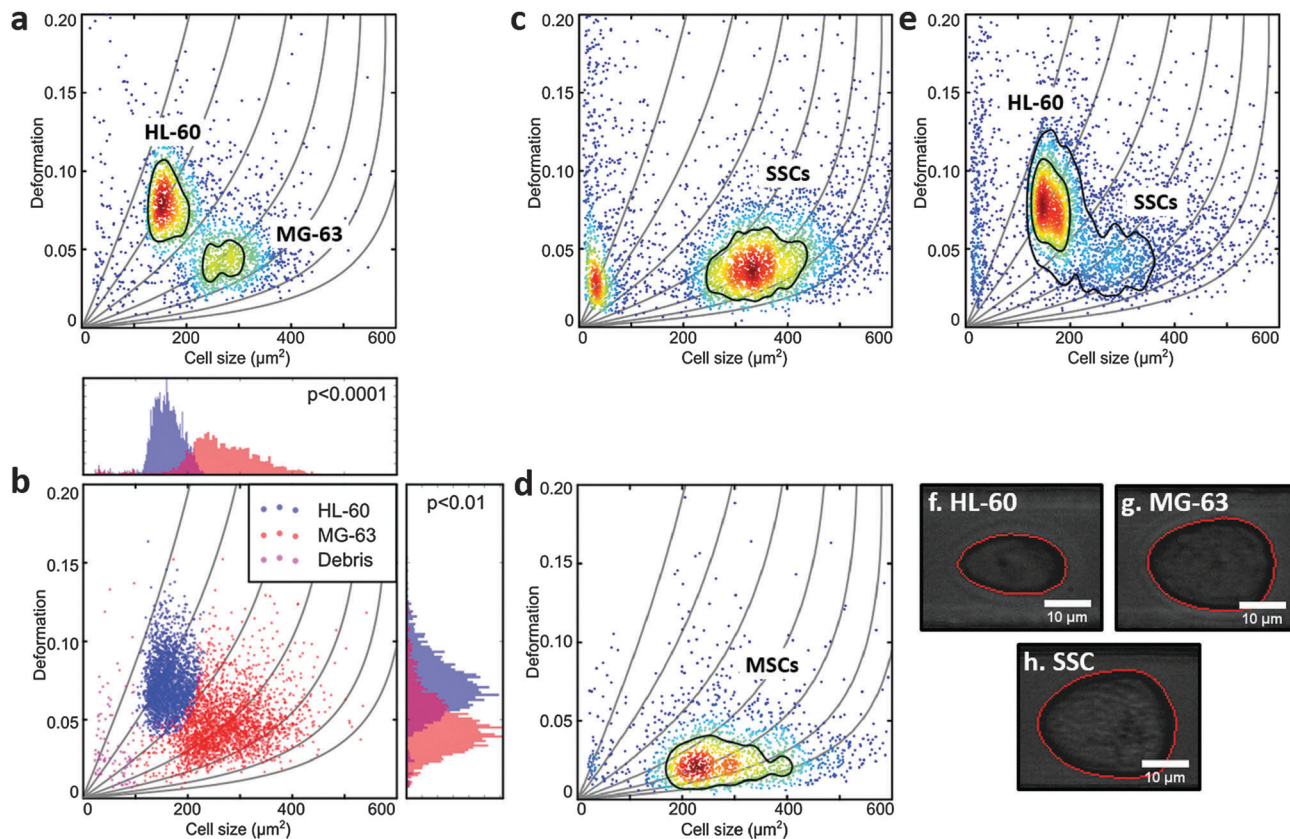 a
0.20
0.15
0.10
0.05
0
Deformation
HL-60
MG-63
0
200
400
600
Cell size (µm²)
c
0.20
0.15
0.10
0.05
0
Deformation
SSCs
0
200
400
600
Cell size (µm²)
e
0.20
0.15
0.10
0.05
0
Deformation
HL-60
SSCs
0
200
400
600
Cell size (µm²)
p<0.0001
b
0.20
0.15
0.10
0.05
0
Deformation
HL-60
MG-63
Debris
0
200
400
600
Cell size (µm²)
p<0.01
d
0.20
0.15
0.10
0.05
0
Deformation
MSCs
0
200
400
600
Cell size (µm²)
f. HL-60
10 µm
g. MG-63
10 µm
h. SSC
10 µm